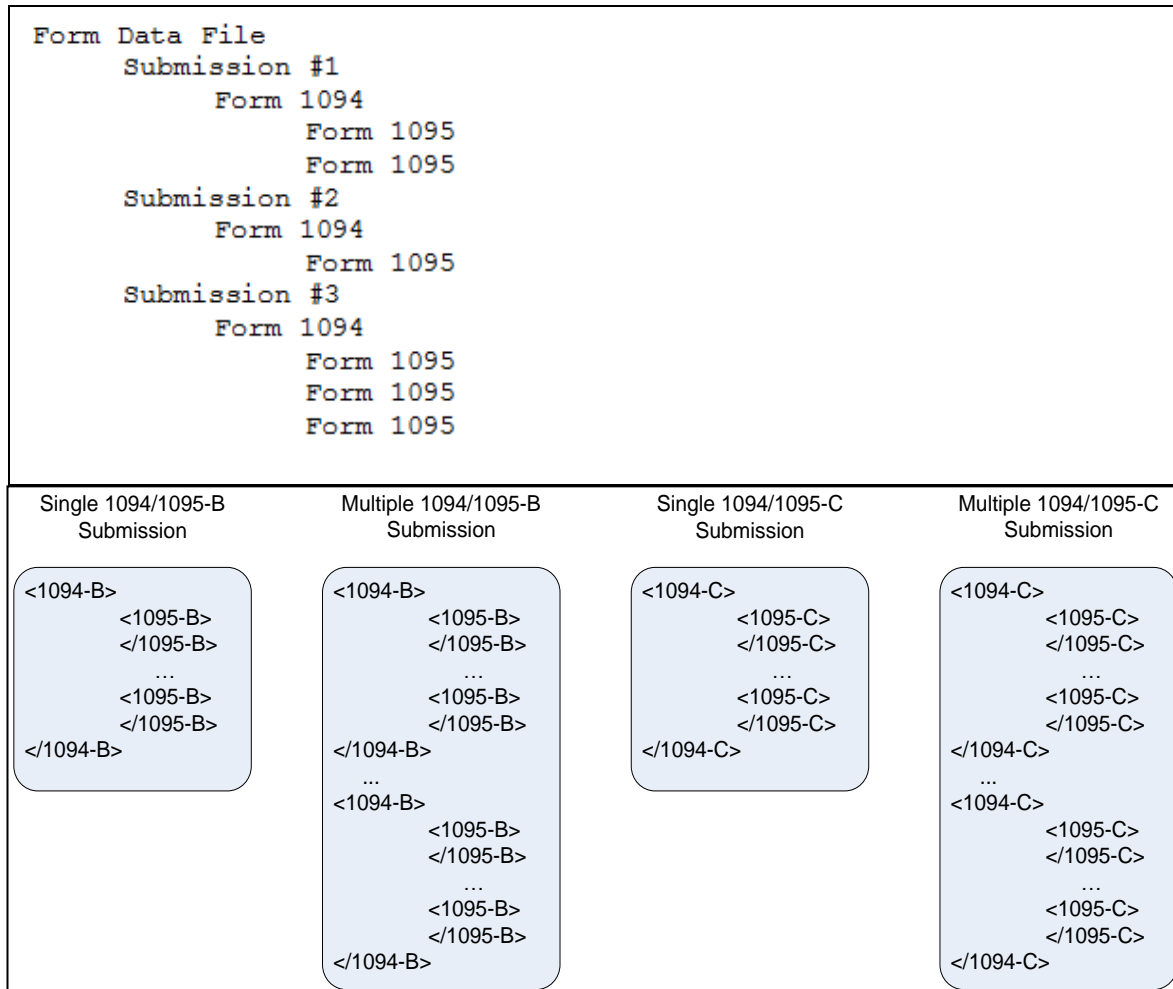 Form Data File
Submission #1
Form 1094
Form 1095
Form 1095
Submission #2
Form 1094
Form 1095
Submission #3
Form 1094
Form 1095
Form 1095
Form 1095
Single 1094/1095-B
Submission
<1094-B>
<1095-B>
</1095-B>
…
<1095-B>
</1095-B>
</1094-B>
Multiple 1094/1095-B
Submission
<1094-B>
<1095-B>
</1095-B>
…
<1095-B>
</1095-B>
</1094-B>
...
<1094-B>
<1095-B>
</1095-B>
…
<1095-B>
</1095-B>
</1094-B>
Single 1094/1095-C
Submission
<1094-C>
<1095-C>
</1095-C>
…
<1095-C>
</1095-C>
</1094-C>
Multiple 1094/1095-C
Submission
<1094-C>
<1095-C>
</1095-C>
…
<1095-C>
</1095-C>
</1094-C>
...
<1094-C>
<1095-C>
</1095-C>
…
<1095-C>
</1095-C>
</1094-C>